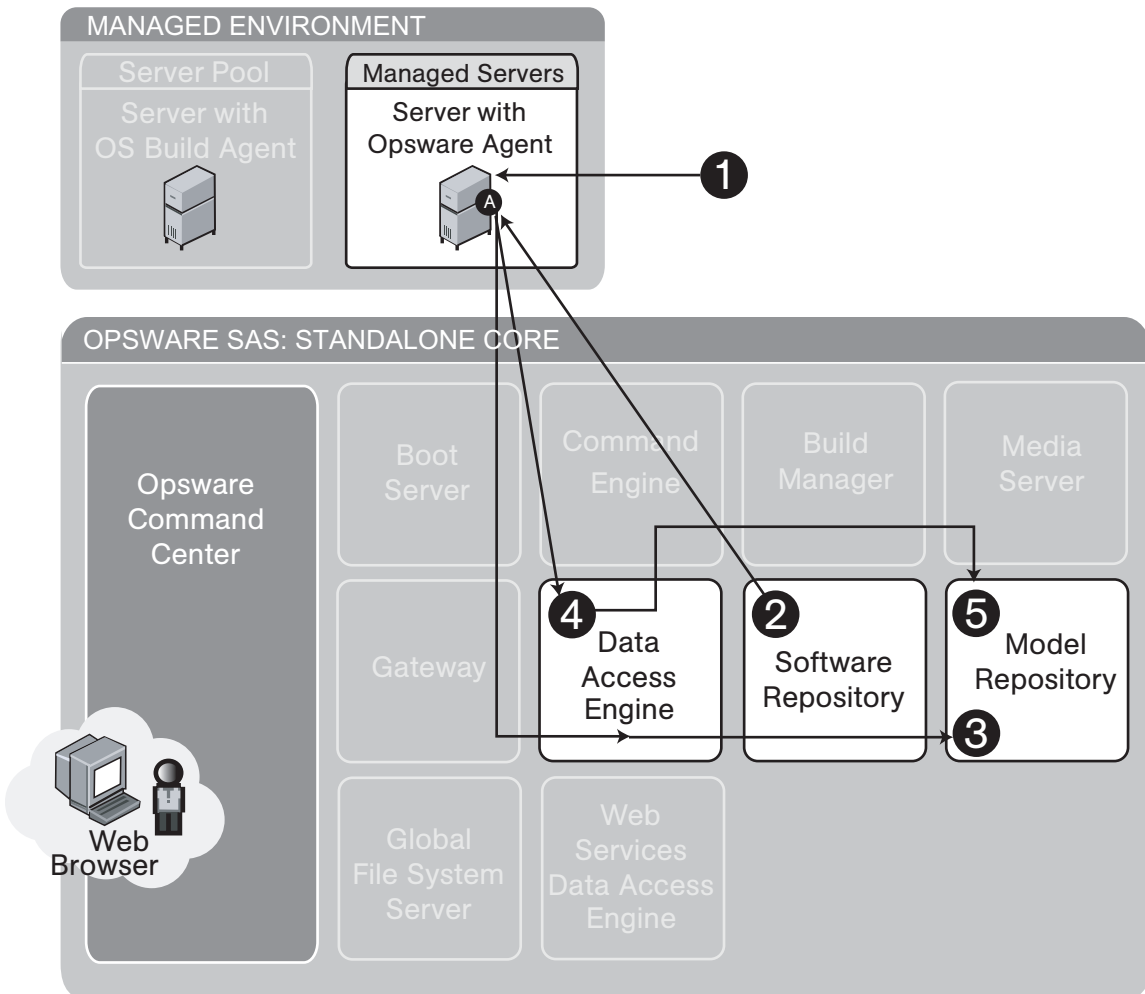 MANAGED ENVIRONMENT
Server Pool
Server with
OS Build Agent
Managed Servers
Server with
Opsware Agent
A
1
OPSWARE SAS: STANDALONE CORE
Opsware
Command
Center
Boot
Server
Command
Engine
Build
Manager
Media
Server
Gateway
4
Data
Access
Engine
2
Software
Repository
5
Model
Repository
3
Web
Browser
Global
File System
Server
Web
Services
Data Access
Engine